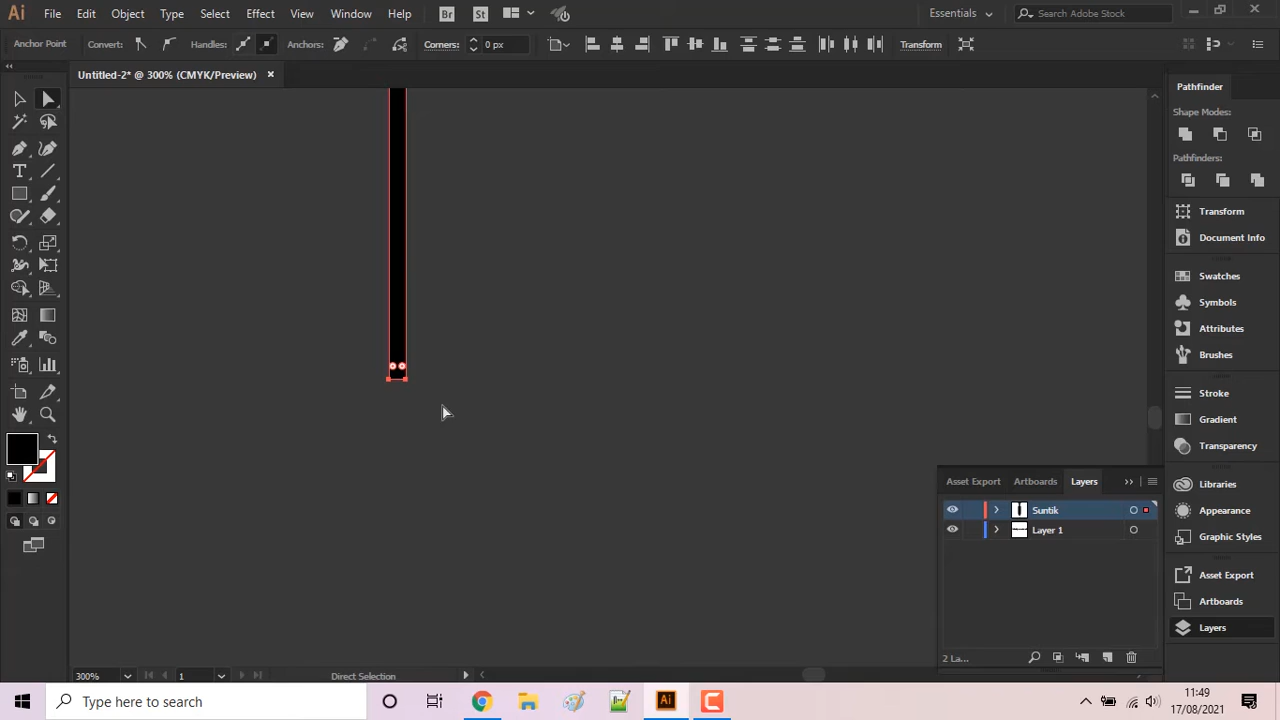 Ai File Edit Object Type Select Effect View Window Help Br St Essentials Search Adobe Stock
Anchor Point Convert: Handles: Anchors: Corners: 0 px Transform
Untitled-2* @ 300% (CMYK/Preview) ×
Pathfinder
Shape Modes:
Pathfinders:
Transform
Document Info
Swatches
Symbols
Attributes
Brushes
Stroke
Gradient
Transparency
Libraries
Appearance
Graphic Styles
Asset Export
Artboards
Layers
Asset Export Artboards Layers
Suntik
Layer 1
2 La...
300% 1 Direct Selection
Type here to search
Ai
11:49
17/08/2021